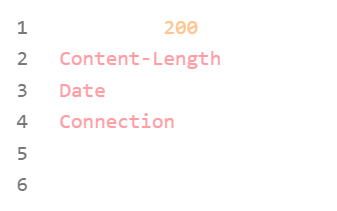 1 200
2 Content-Length
3 Date
4 Connection
5
6